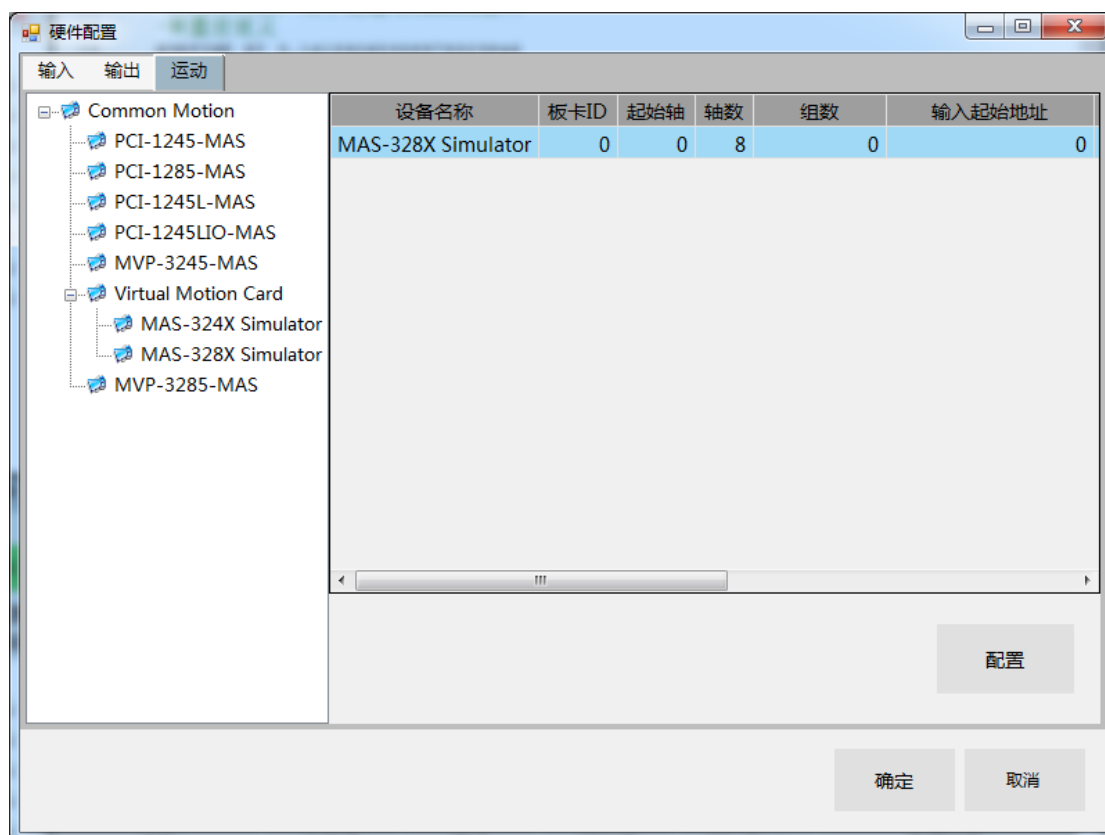 硬件配置
输入 输出 运动
Common Motion
PCI-1245-MAS
PCI-1285-MAS
PCI-1245L-MAS
PCI-1245LIO-MAS
MVP-3245-MAS
Virtual Motion Card
MAS-324X Simulator
MAS-328X Simulator
MVP-3285-MAS
设备名称 板卡ID 起始轴 轴数 组数 输入起始地址
MAS-328X Simulator 0 0 8 0 0
配置
确定 取消